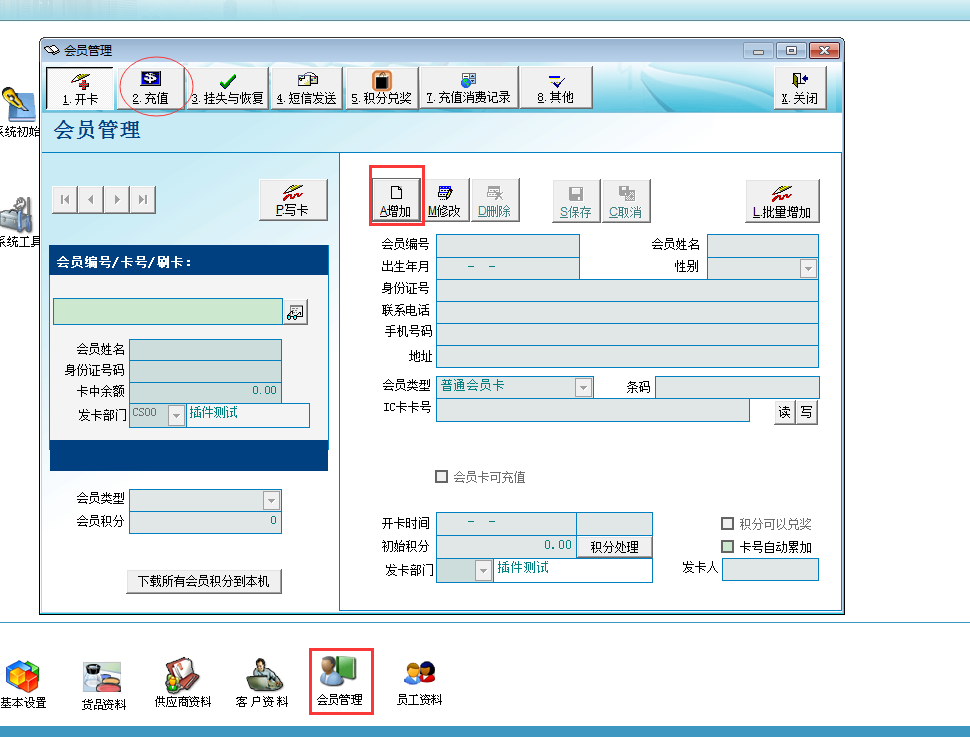 会员管理
1.开卡
2.充值
3.挂失与恢复
4.短信发送
5.积分兑奖
7.充值消费记录
8.其他
X.关闭
会员管理
系统初始
系统工具
P写卡
A增加
M修改
D删除
S保存
C取消
L批量增加
会员编号/卡号/刷卡：
会员姓名
身份证号码
卡中余额 0.00
发卡部门 CS00 插件测试
会员类型
会员积分 0
下载所有会员积分到本机
会员编号 会员姓名
出生年月 - - 性别
身份证号
联系电话
手机号码
地址
会员类型 普通会员卡 条码
IC卡卡号 读 写
会员卡可充值
开卡时间 - - 积分可以兑奖
初始积分 0.00 积分处理 卡号自动累加
发卡部门 插件测试 发卡人
基本设置
货品资料
供应商资料
客户资料
会员管理
员工资料